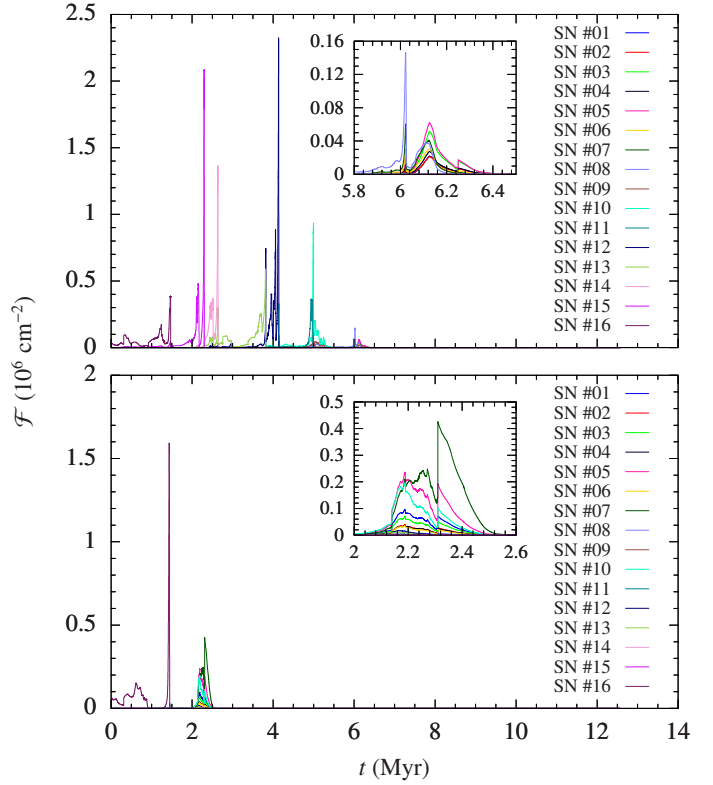 2.5
2
1.5
1
0.5
0
0.16
0.12
0.08
0.04
0
5.8 6 6.2 6.4
SN #01
SN #02
SN #03
SN #04
SN #05
SN #06
SN #07
SN #08
SN #09
SN #10
SN #11
SN #12
SN #13
SN #14
SN #15
SN #16
ℱ (10⁶ cm⁻²)
2
1.5
1
0.5
0
0.5
0.4
0.3
0.2
0.1
0
2 2.2 2.4 2.6
SN #01
SN #02
SN #03
SN #04
SN #05
SN #06
SN #07
SN #08
SN #09
SN #10
SN #11
SN #12
SN #13
SN #14
SN #15
SN #16
0 2 4 6 8 10 12 14
t (Myr)